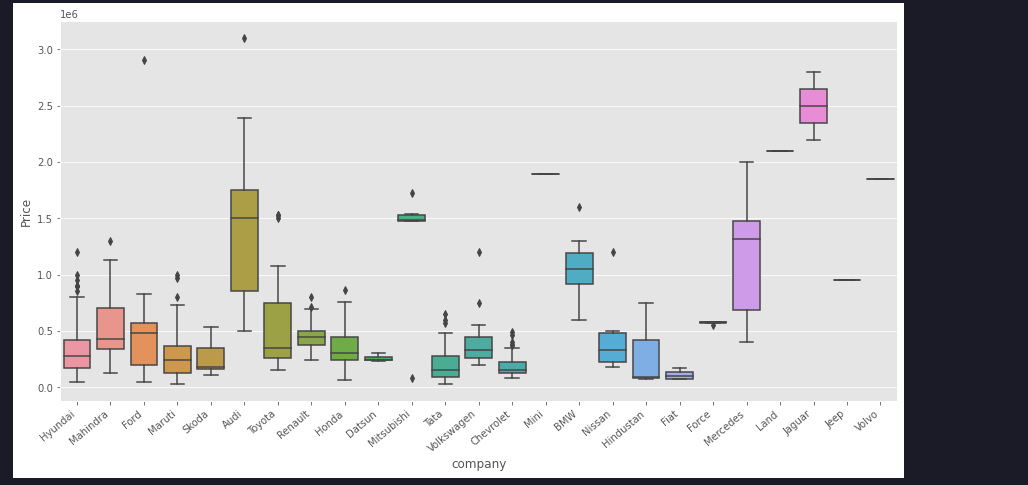 1e6
3.0
2.5
2.0
1.5
1.0
0.5
0.0
Price
Hyundai
Mahindra
Ford
Maruti
Skoda
Audi
Toyota
Renault
Honda
Datsun
Mitsubishi
Tata
Volkswagen
Chevrolet
Mini
BMW
Nissan
Hindustan
Fiat
Force
Mercedes
Land
Jaguar
Jeep
Volvo
company